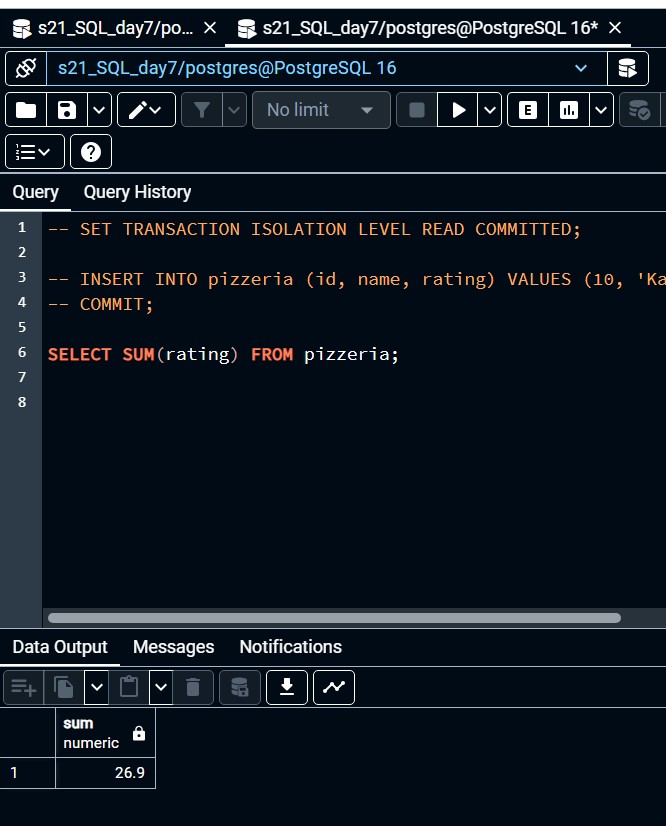 s21_SQL_day7/po... s21_SQL_day7/postgres@PostgreSQL 16*
s21_SQL_day7/postgres@PostgreSQL 16
No limit
E
Query Query History
1 -- SET TRANSACTION ISOLATION LEVEL READ COMMITTED;
2
3 -- INSERT INTO pizzeria (id, name, rating) VALUES (10, 'Ka
4 -- COMMIT;
5
6 SELECT SUM(rating) FROM pizzeria;
7
8
Data Output Messages Notifications
sum
numeric
1 26.9